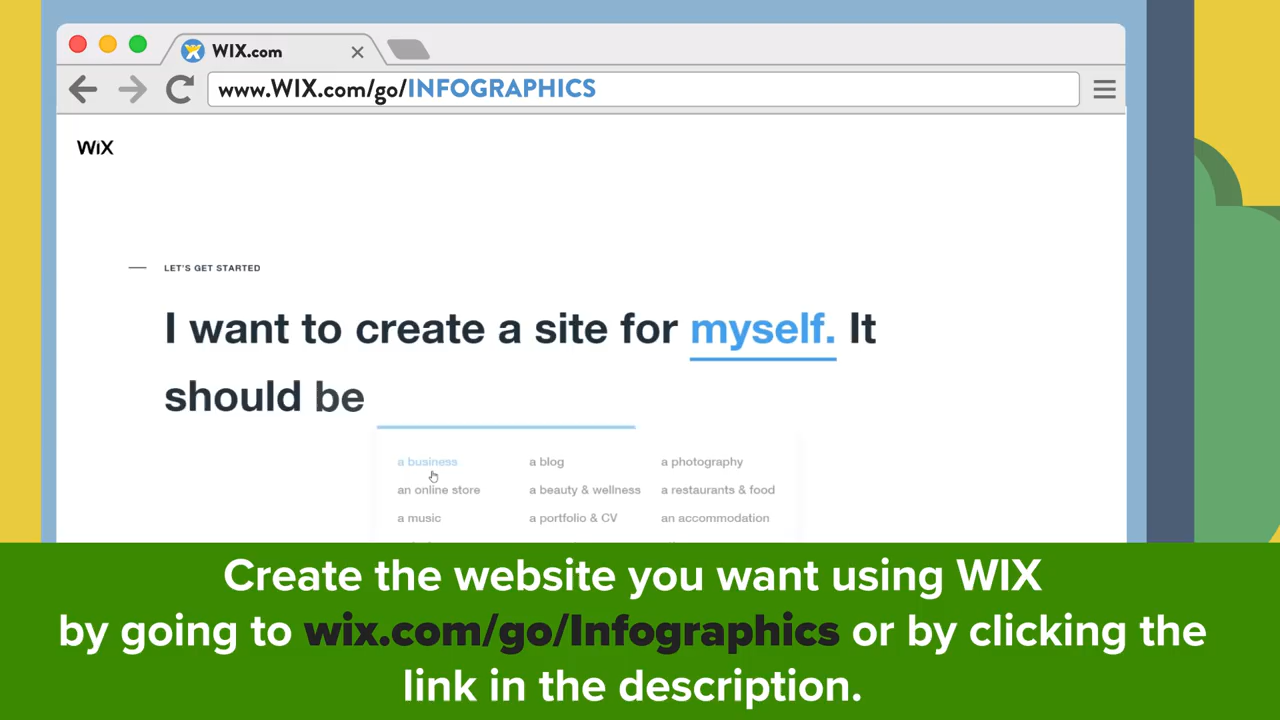 WIX.com
www.WIX.com/go/INFOGRAPHICS
WiX
LET'S GET STARTED
I want to create a site for myself. It
should be
a business a blog a photography
an online store a beauty & wellness a restaurants & food
a music a portfolio & CV an accommodation
Create the website you want using WIX
by going to wix.com/go/Infographics or by clicking the
link in the description.